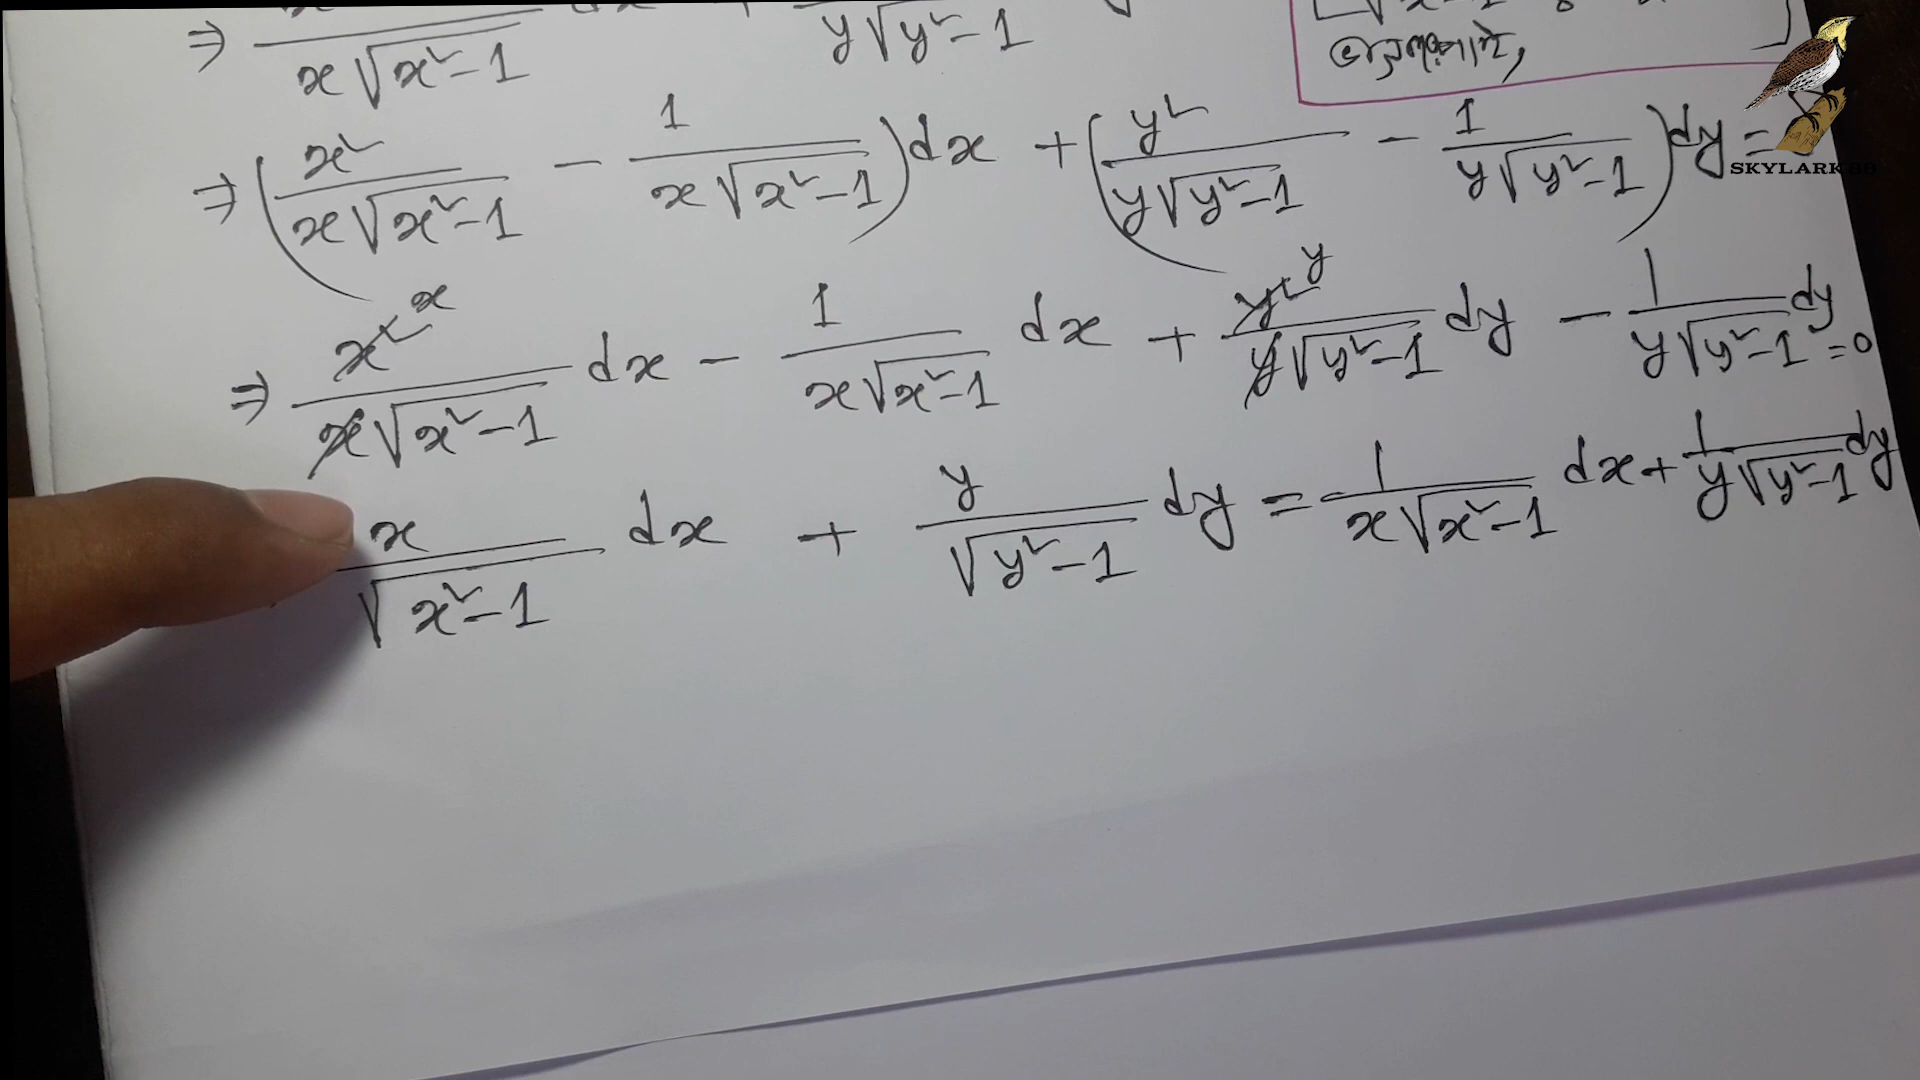 ⇒ x√x²-1 dx y√y²-1
⇒ (x²/x√x²-1 - 1/x√x²-1)dx + (y²/y√y²-1 - 1/y√y²-1)dy =
SKYLARK
⇒ x² x/x√x²-1 dx - 1/x√x²-1 dx + y² y/y√y²-1 dy - 1/y√y²-1 dy = 0
x/√x²-1 dx + y/√y²-1 dy = 1/x√x²-1 dx + 1/y√y²-1 dy